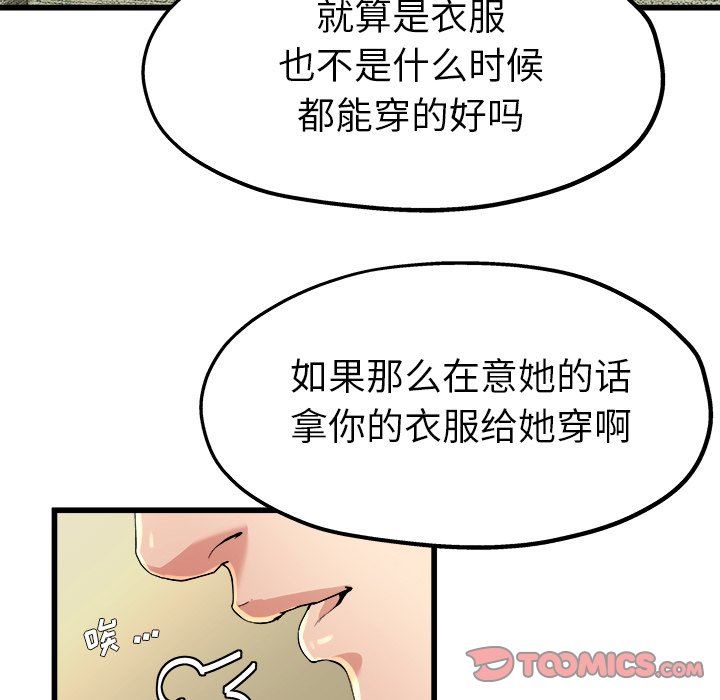 就算是衣服
也不是什么时候
都能穿的好吗
如果那么在意她的话
拿你的衣服给她穿啊
唉...
TOOMICS.COM